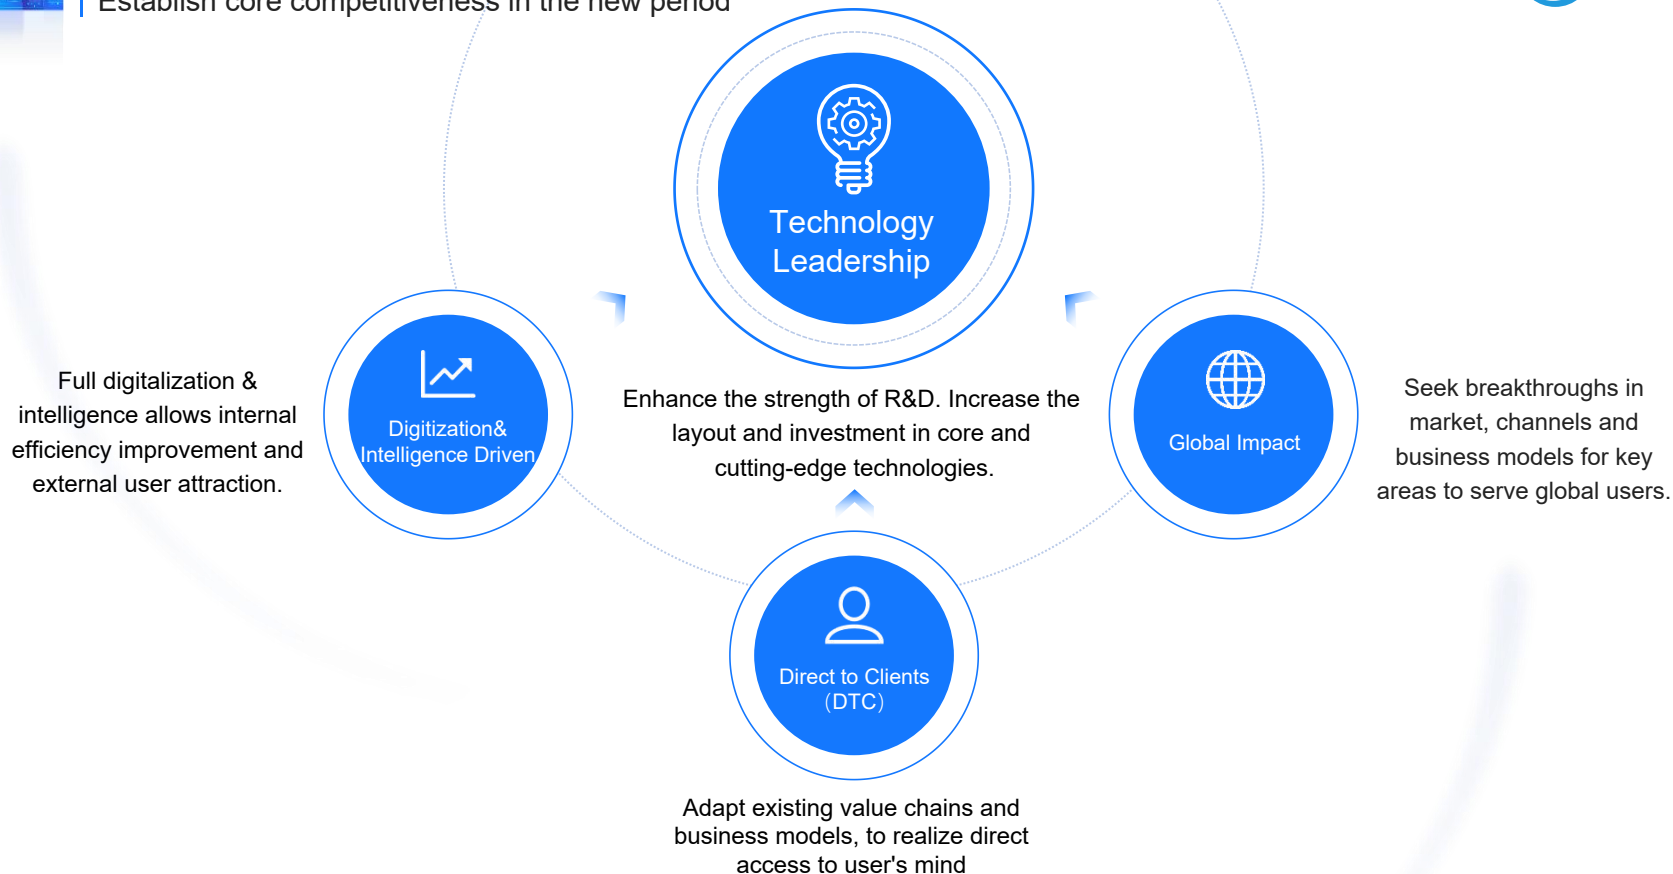 Establish core competitiveness in the new period
Technology
Leadership
Enhance the strength of R&D. Increase the
layout and investment in core and
cutting-edge technologies.
Full digitalization &
intelligence allows internal
efficiency improvement and
external user attraction.
Digitization&
Intelligence Driven
Global Impact
Seek breakthroughs in
market, channels and
business models for key
areas to serve global users.
Direct to Clients
（DTC）
Adapt existing value chains and
business models, to realize direct
access to user's mind